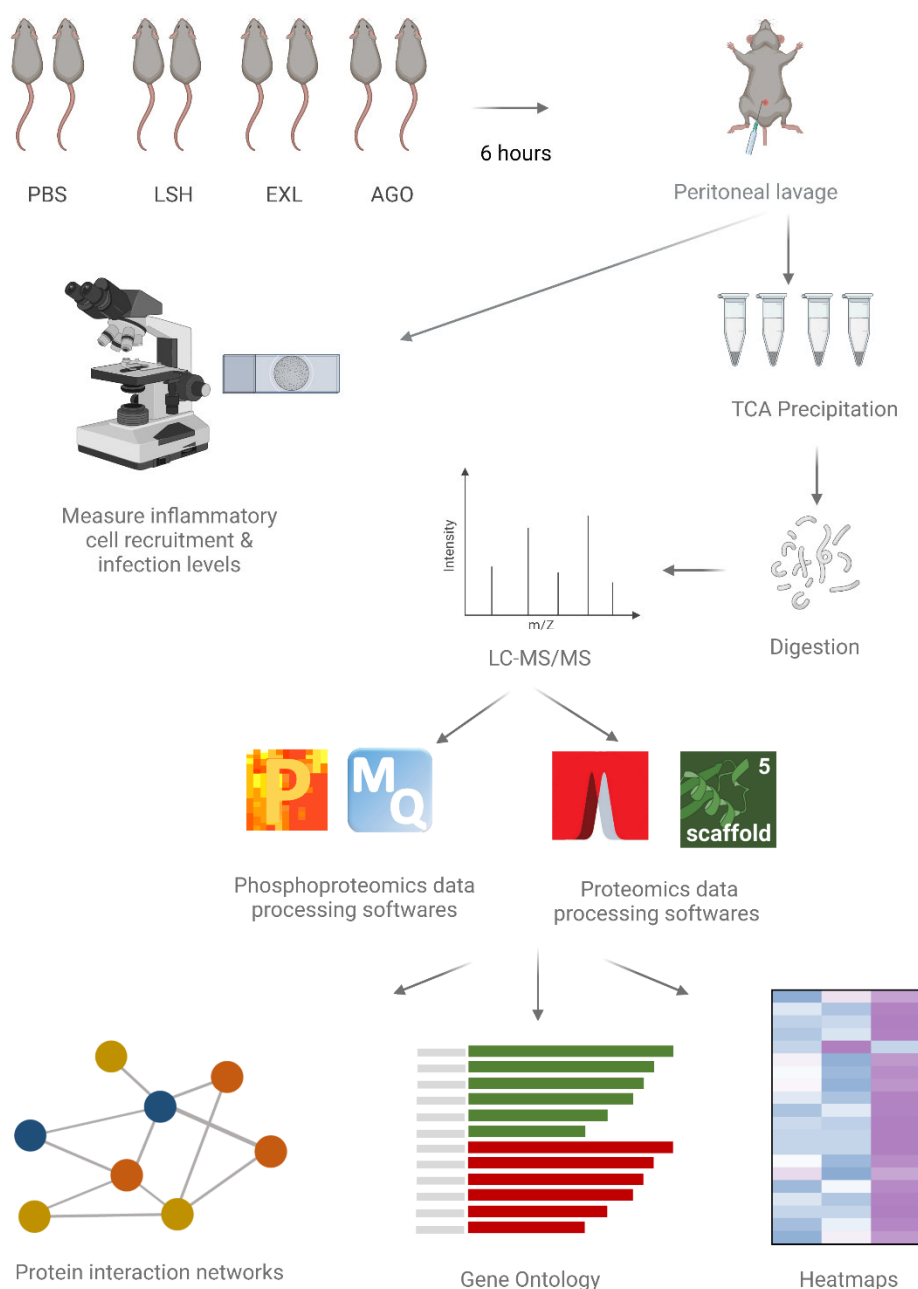 PBS
LSH
EXL
AGO
6 hours
Peritoneal lavage
TCA Precipitation
Measure inflammatory
cell recruitment &
infection levels
Intensity
m/Z
LC-MS/MS
Digestion
P
M
Q
5
scaffold
Phosphoproteomics data
processing softwares
Proteomics data
processing softwares
Protein interaction networks
Gene Ontology
Heatmaps